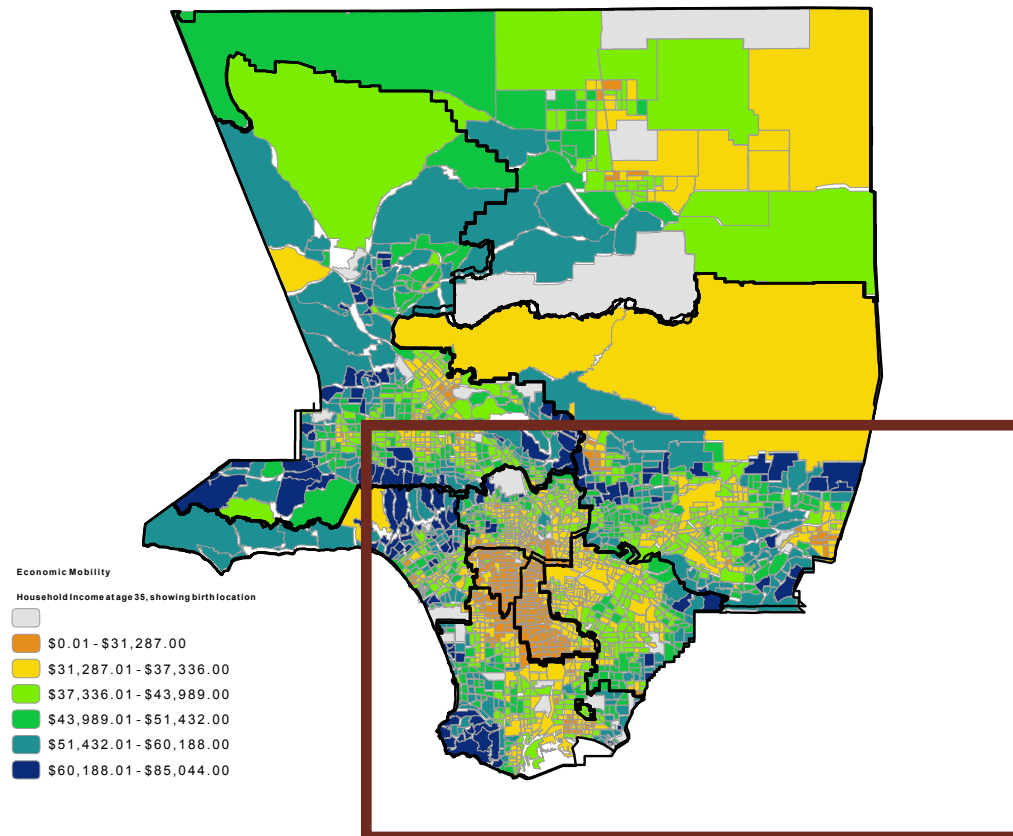 Economic Mobility
Household Income at age 35, showing birth location
$0.01 - $31,287.00
$31,287.01 - $37,336.00
$37,336.01 - $43,989.00
$43,989.01 - $51,432.00
$51,432.01 - $60,188.00
$60,188.01 - $85,044.00